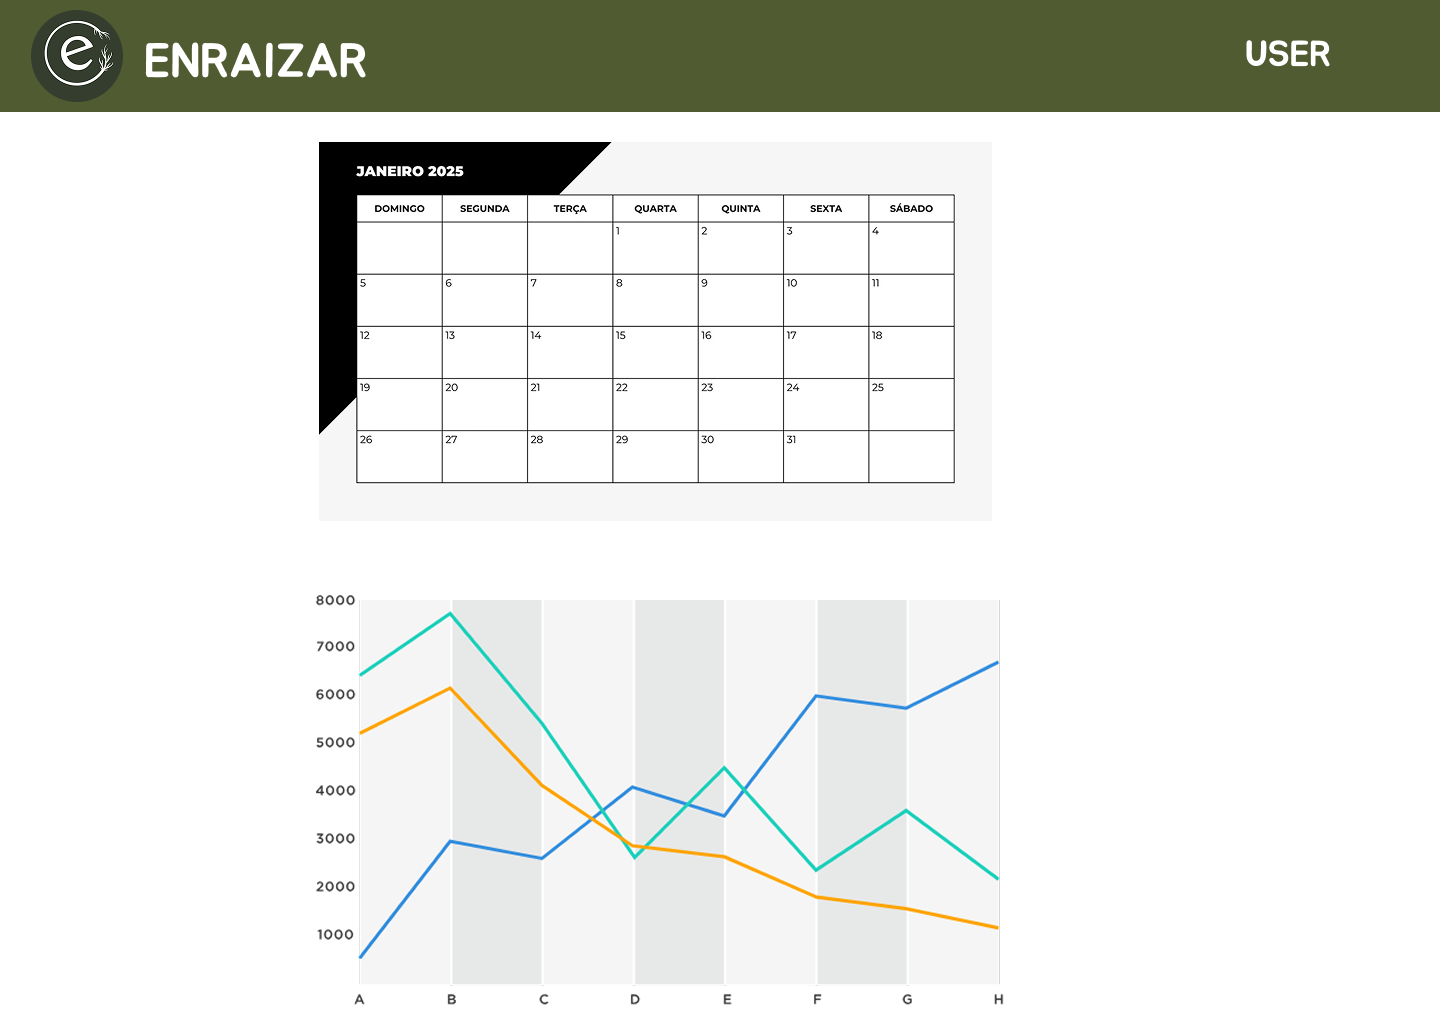 e ENRAIZAR
USER
JANEIRO 2025
DOMINGO SEGUNDA TERÇA QUARTA QUINTA SEXTA SÁBADO
1 2 3 4
5 6 7 8 9 10 11
12 13 14 15 16 17 18
19 20 21 22 23 24 25
26 27 28 29 30 31
8000
7000
6000
5000
4000
3000
2000
1000
A B C D E F G H